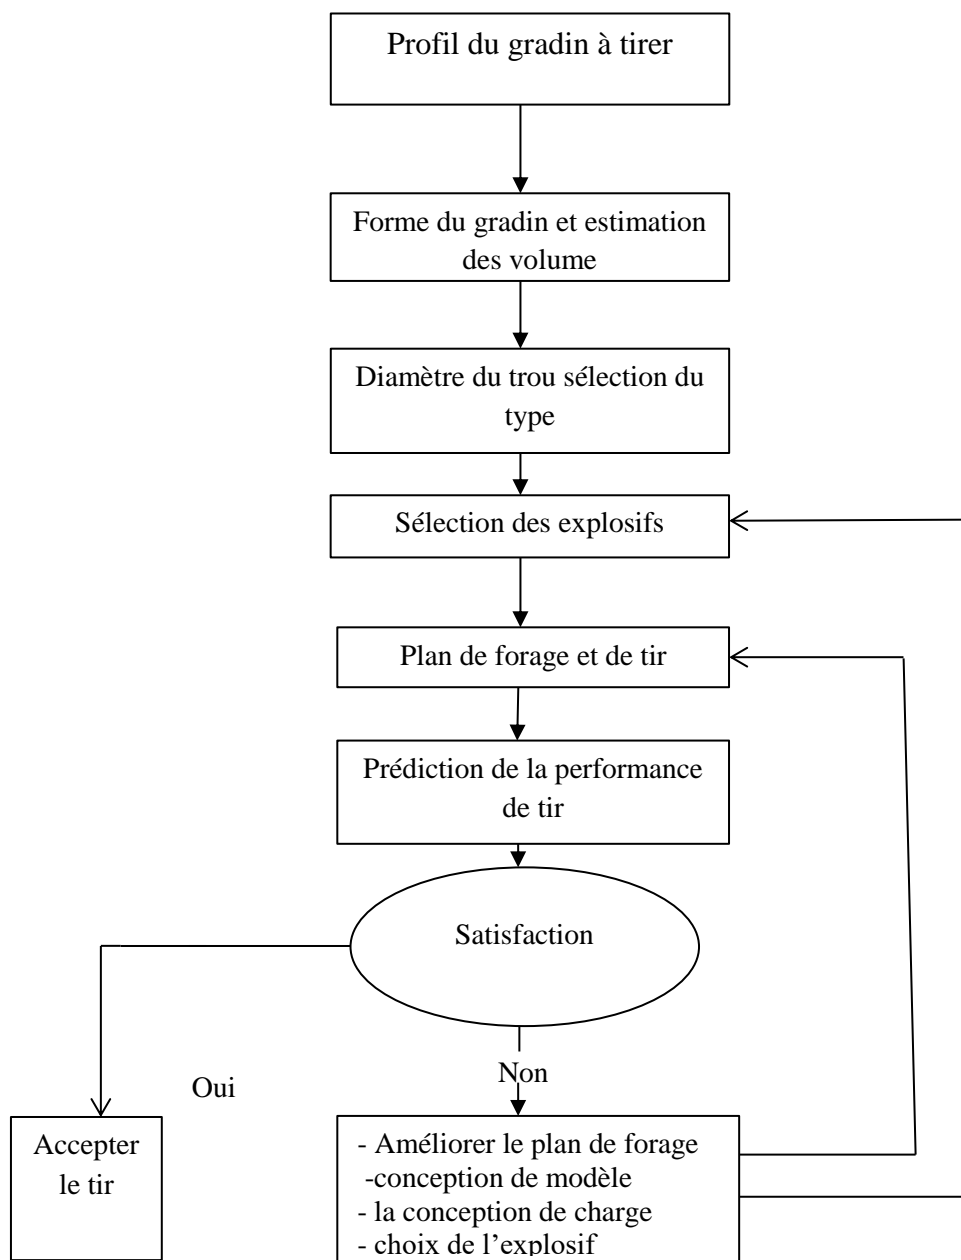 Profil du gradin à tirer
Forme du gradin et estimation
des volume
Diamètre du trou sélection du
type
Sélection des explosifs
Plan de forage et de tir
Prédiction de la performance
de tir
Satisfaction
Non
Oui
Accepter
le tir
- Améliorer le plan de forage
-conception de modèle
- la conception de charge
- choix de l’explosif